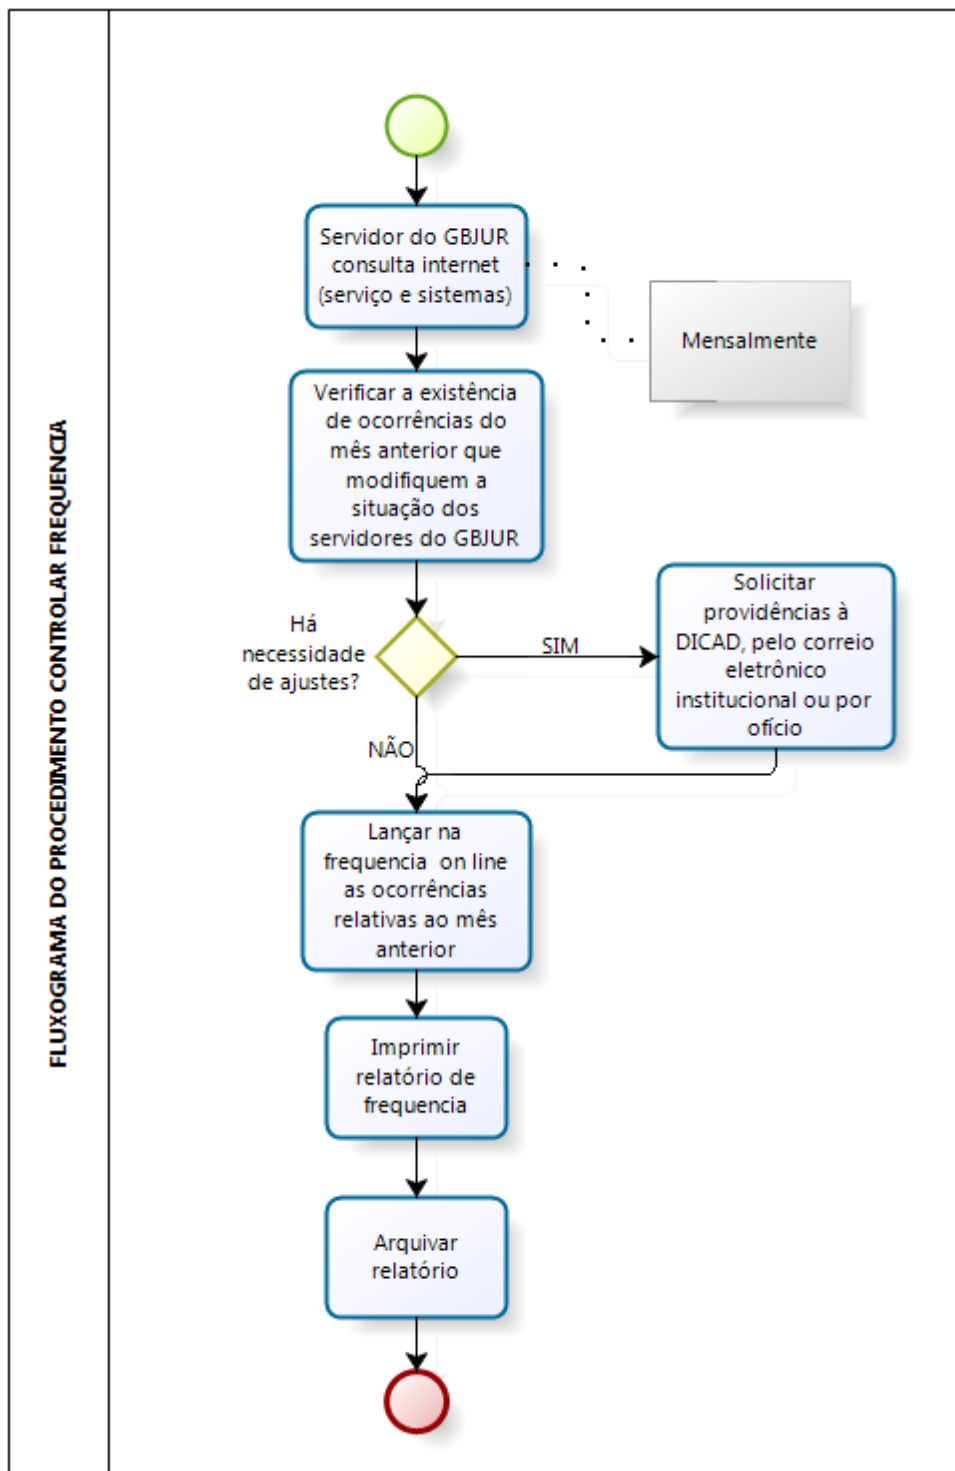 FLUXOGRAMA DO PROCEDIMENTO CONTROLAR FREQUENCIA
Servidor do GBJUR
consulta internet
(serviço e sistemas)
Mensalmente
Verificar a existência
de ocorrências do
mês anterior que
modifiquem a
situação dos
servidores do GBJUR
Há
necessidade
de ajustes?
SIM
Solicitar
providências à
DICAD, pelo correio
eletrônico
institucional ou por
ofício
NÃO
Lançar na
frequencia on line
as ocorrências
relativas ao mês
anterior
Imprimir
relatório de
frequencia
Arquivar
relatório